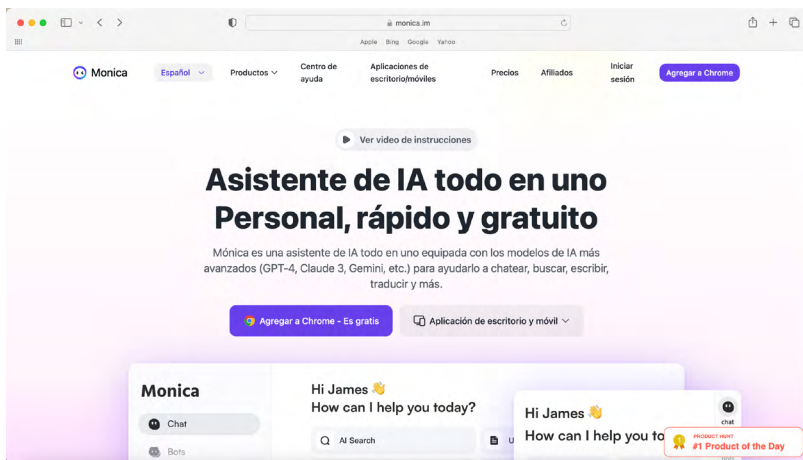 monica.im
Apple Bing Google Yahoo
Monica
Español
Productos
Centro de
ayuda
Aplicaciones de
escritorio/móviles
Precios
Afiliados
Iniciar
sesión
Agregar a Chrome
Ver video de instrucciones
Asistente de IA todo en uno
Personal, rápido y gratuito
Mónica es una asistente de IA todo en uno equipada con los modelos de IA más
avanzados (GPT-4, Claude 3, Gemini, etc.) para ayudarlo a chatear, buscar, escribir,
traducir y más.
Agregar a Chrome - Es gratis
Aplicación de escritorio y móvil
Monica
Chat
Bots
Hi James 👋
How can I help you today?
AI Search
U
Hi James 👋
How can I help you to
chat
PRODUCT HUNT
#1 Product of the Day